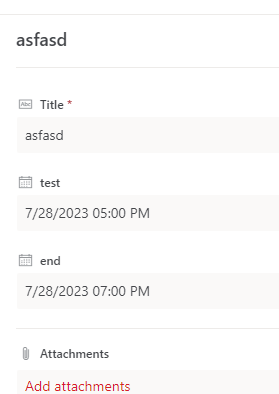 asfasd
Abc Title *
asfasd
test
7/28/2023 05:00 PM
end
7/28/2023 07:00 PM
Attachments
Add attachments